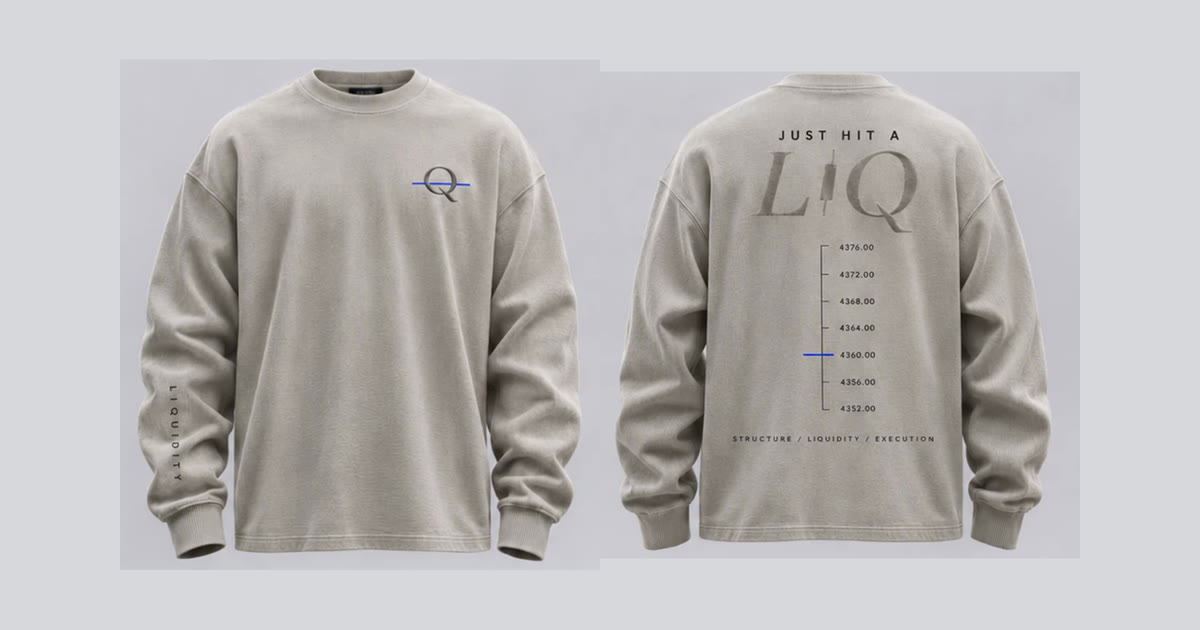 Q
LIQUIDITY
JUST HIT A
LIQ
4376.00
4372.00
4368.00
4364.00
4360.00
4356.00
4352.00
STRUCTURE / LIQUIDITY / EXECUTION